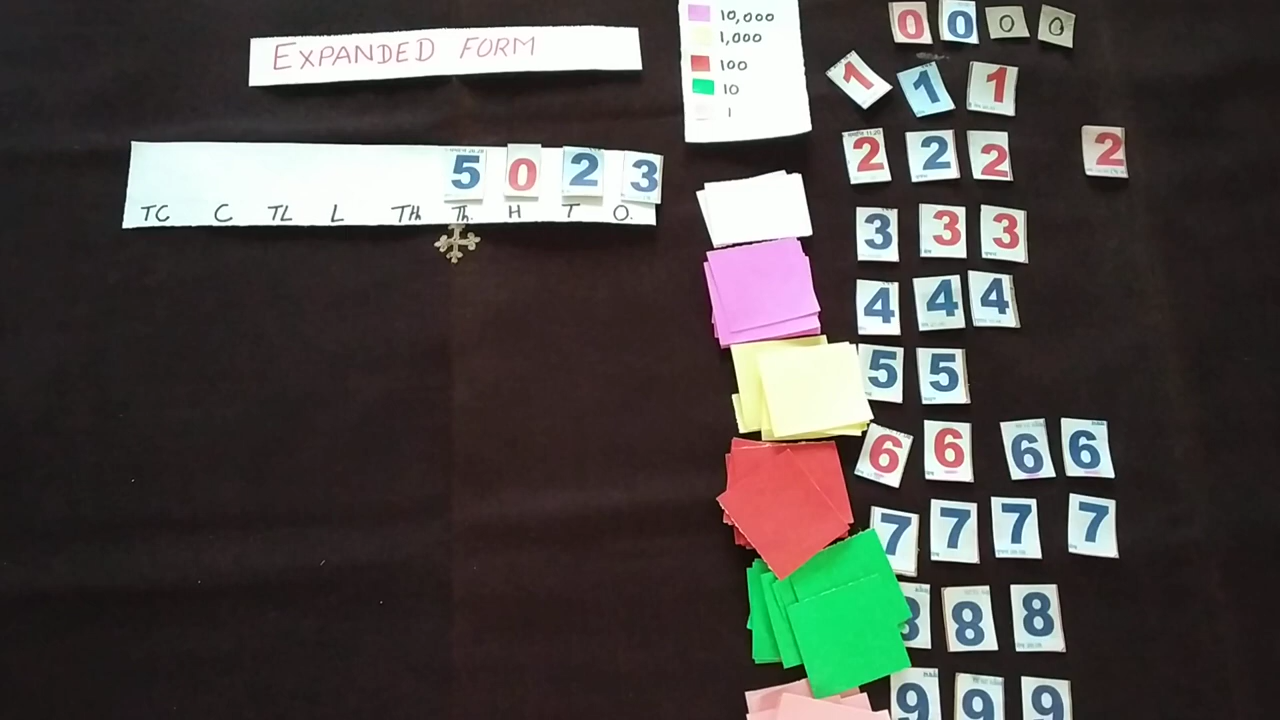 EXPANDED FORM
10,000
1,000
100
10
1
5 0 2 3
TC C TL L TH Th. H T O.
0 0 0 0
1 1 1
2 2 2 2
3 3 3
4 4 4
5 5
6 6 6 6
7 7 7 7
8 8 8
9 9 9